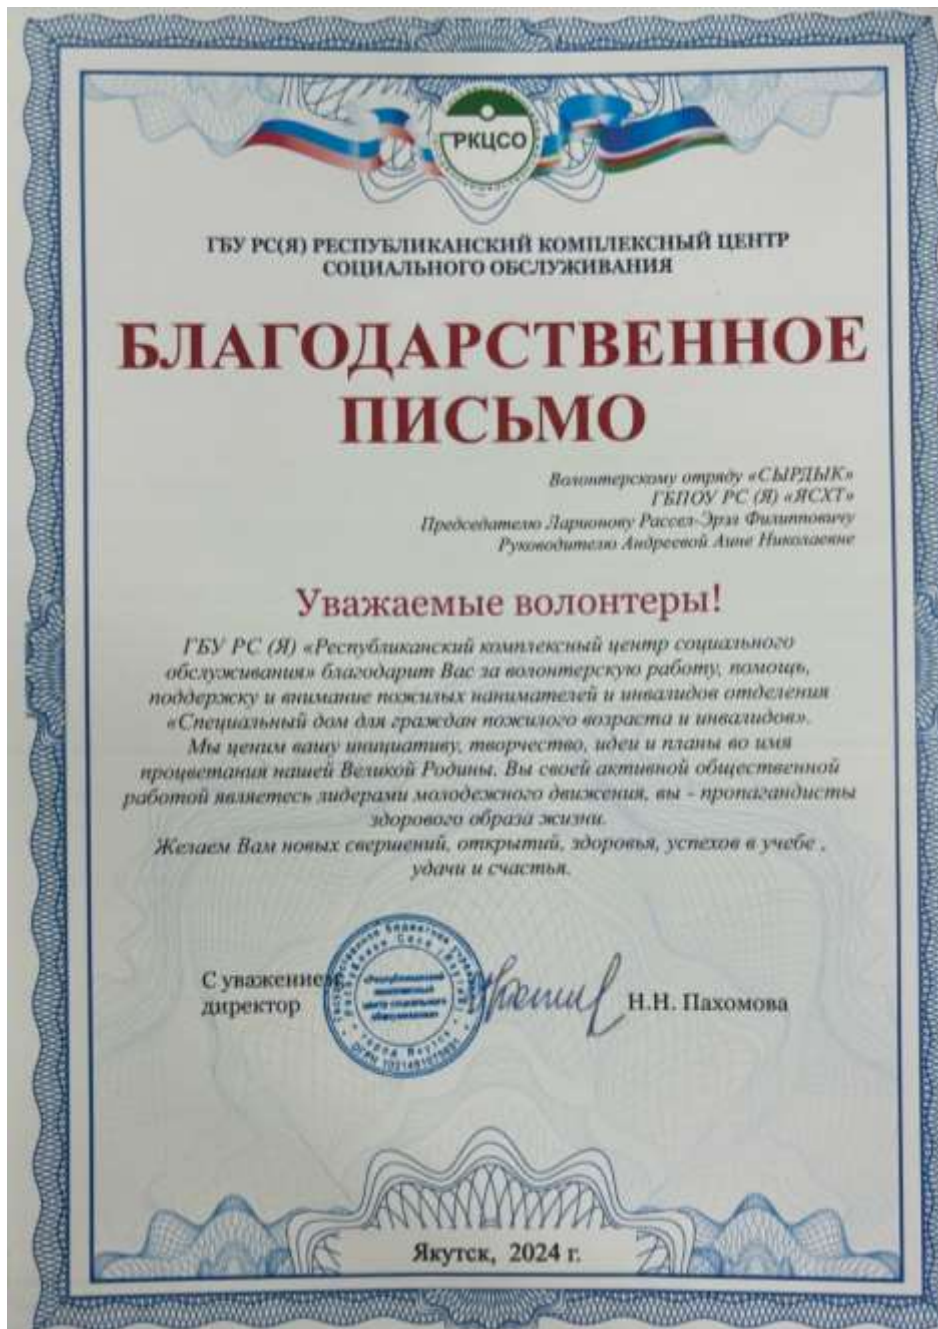 РКЦСО
ГБУ РС(Я) РЕСПУБЛИКАНСКИЙ КОМПЛЕКСНЫЙ ЦЕНТР
СОЦИАЛЬНОГО ОБСЛУЖИВАНИЯ
БЛАГОДАРСТВЕННОЕ
ПИСЬМО
Волонтерскому отряду «СЫРДЫК»
ГБПОУ РС (Я) «ЯСХТ»
Председателю Ларионову Рассел-Эрэл Филипповичу
Руководителю Андреевой Анне Николаевне
Уважаемые волонтеры!
ГБУ РС (Я) «Республиканский комплексный центр социального
обслуживания» благодарит Вас за волонтерскую работу, помощь,
поддержку и внимание пожилых нанимателей и инвалидов отделения
«Специальный дом для граждан пожилого возраста и инвалидов».
Мы ценим вашу инициативу, творчество, идеи и планы во имя
процветания нашей Великой Родины. Вы своей активной общественной
работой являетесь лидерами молодежного движения, вы - пропагандисты
здорового образа жизни.
Желаем Вам новых свершений, открытий, здоровья, успехов в учебе ,
удачи и счастья.
С уважением
директор
Н.Н. Пахомова
Якутск, 2024 г.